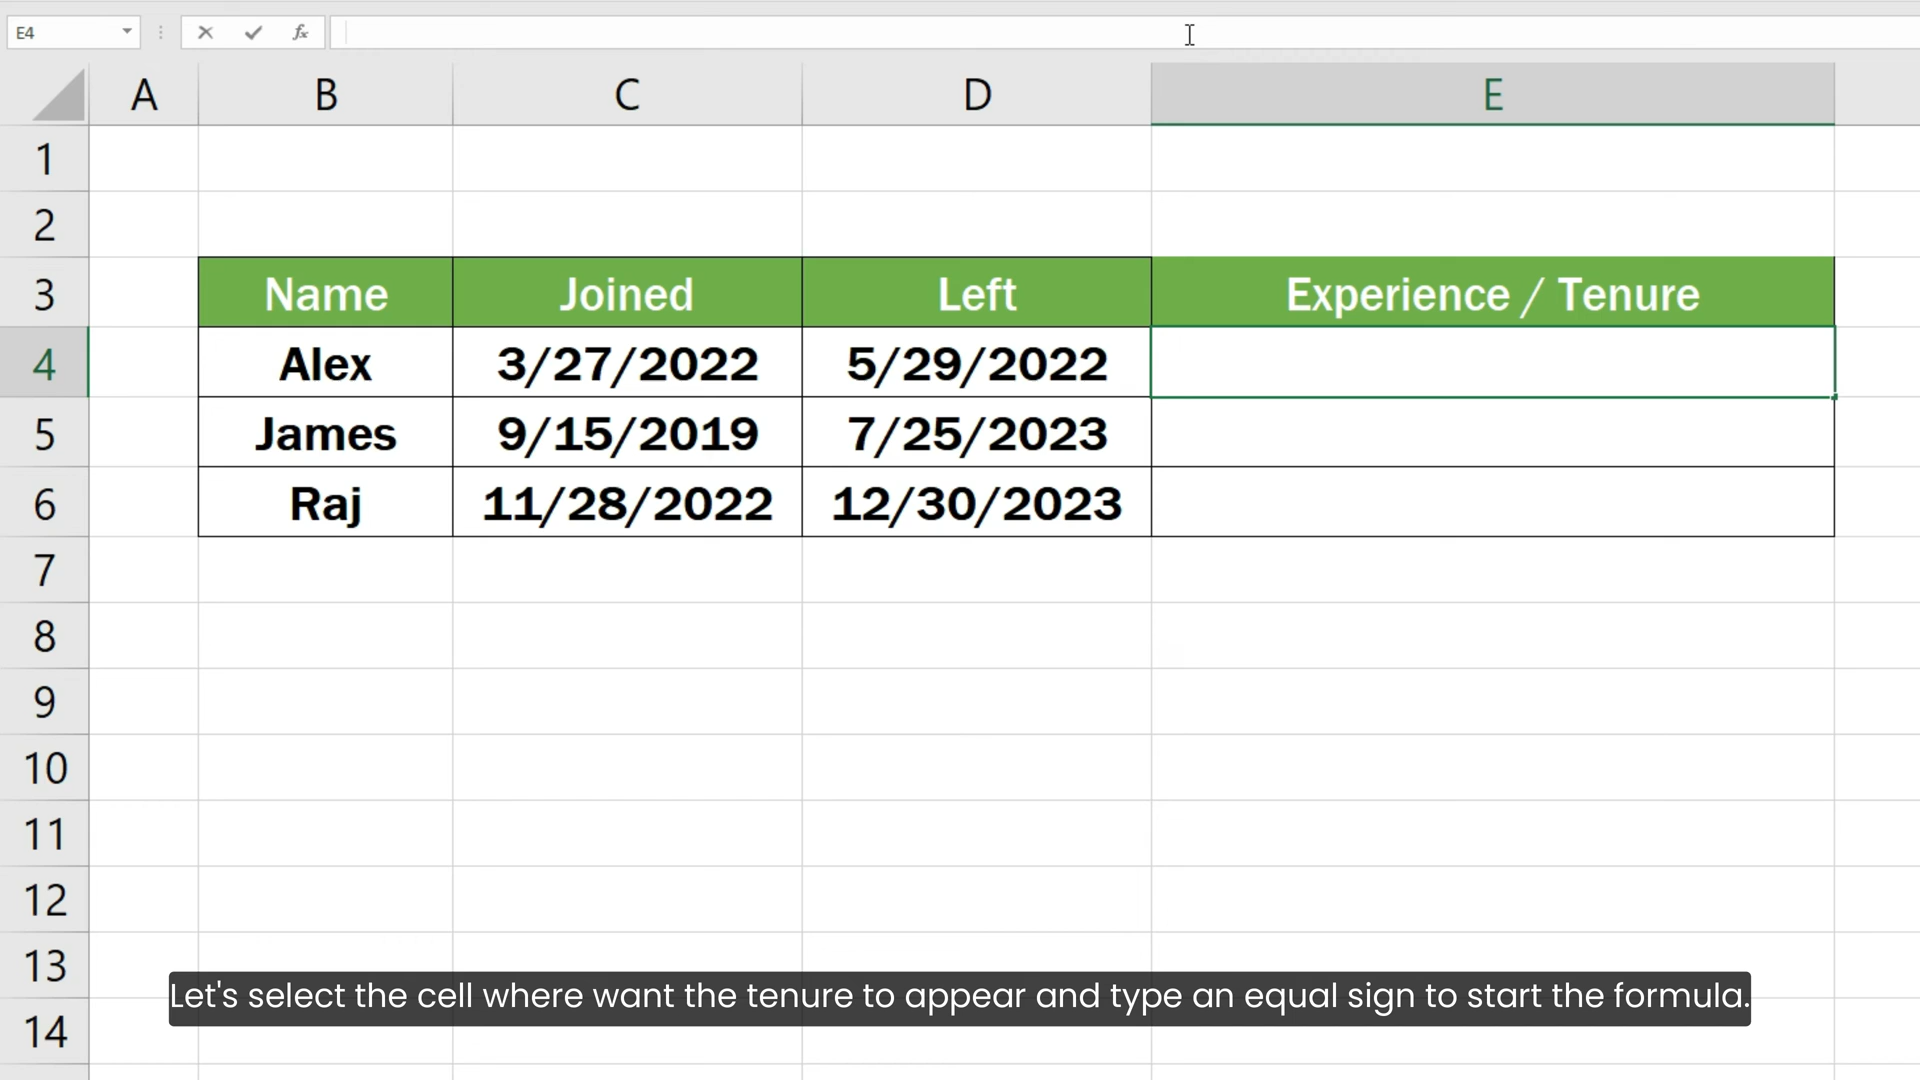 E4
fx
A B C D E
1
2
3 Name Joined Left Experience / Tenure
4 Alex 3/27/2022 5/29/2022
5 James 9/15/2019 7/25/2023
6 Raj 11/28/2022 12/30/2023
7
8
9
10
11
12
13
Let's select the cell where want the tenure to appear and type an equal sign to start the formula.
14